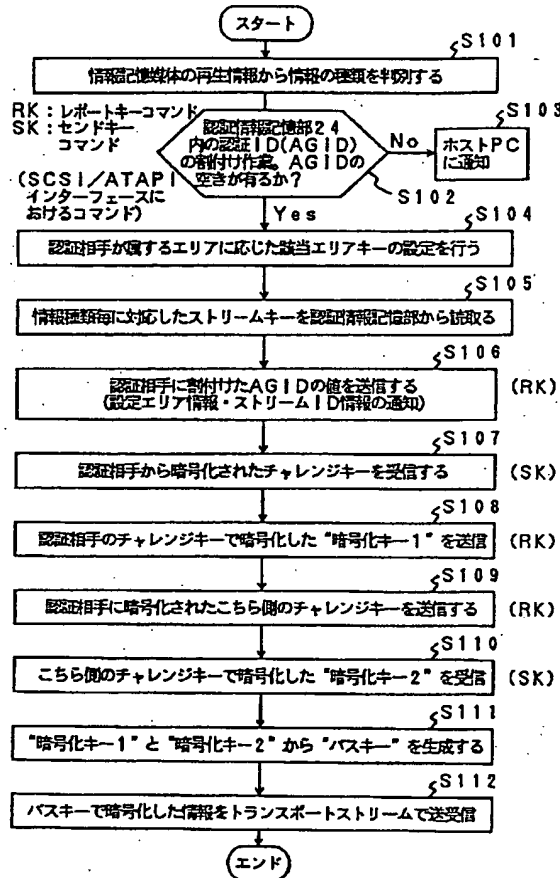 スタート
S101
情報記憶媒体の再生情報から情報の種類を判別する
RK:レポートキーコマンド
SK:センドキー
コマンド
(SCSI/ATAPI
インターフェースに
おけるコマンド)
認証情報記憶部24
内の認証ID(AGID)
の割付け作業。AGIDの
空きが有るか?
S102
No
S103
ホストPC
に通知
Yes
S104
認証相手が属するエリアに応じた該当エリアキーの設定を行う
S105
情報種類毎に対応したストリームキーを認証情報記憶部から読取る
S106
認証相手に割付けたAGIDの値を送信する
(設定エリア情報・ストリームID情報の通知)
(RK)
S107
認証相手から暗号化されたチャレンジキーを受信する
(SK)
S108
認証相手のチャレンジキーで暗号化した"暗号化キー1"を送信
(RK)
S109
認証相手に暗号化されたこちら側のチャレンジキーを送信する
(RK)
S110
こちら側のチャレンジキーで暗号化した"暗号化キー2"を受信
(SK)
S111
"暗号化キー1"と"暗号化キー2"から"バスキー"を生成する
S112
バスキーで暗号化した情報をトランスポートストリームで送受信
エンド